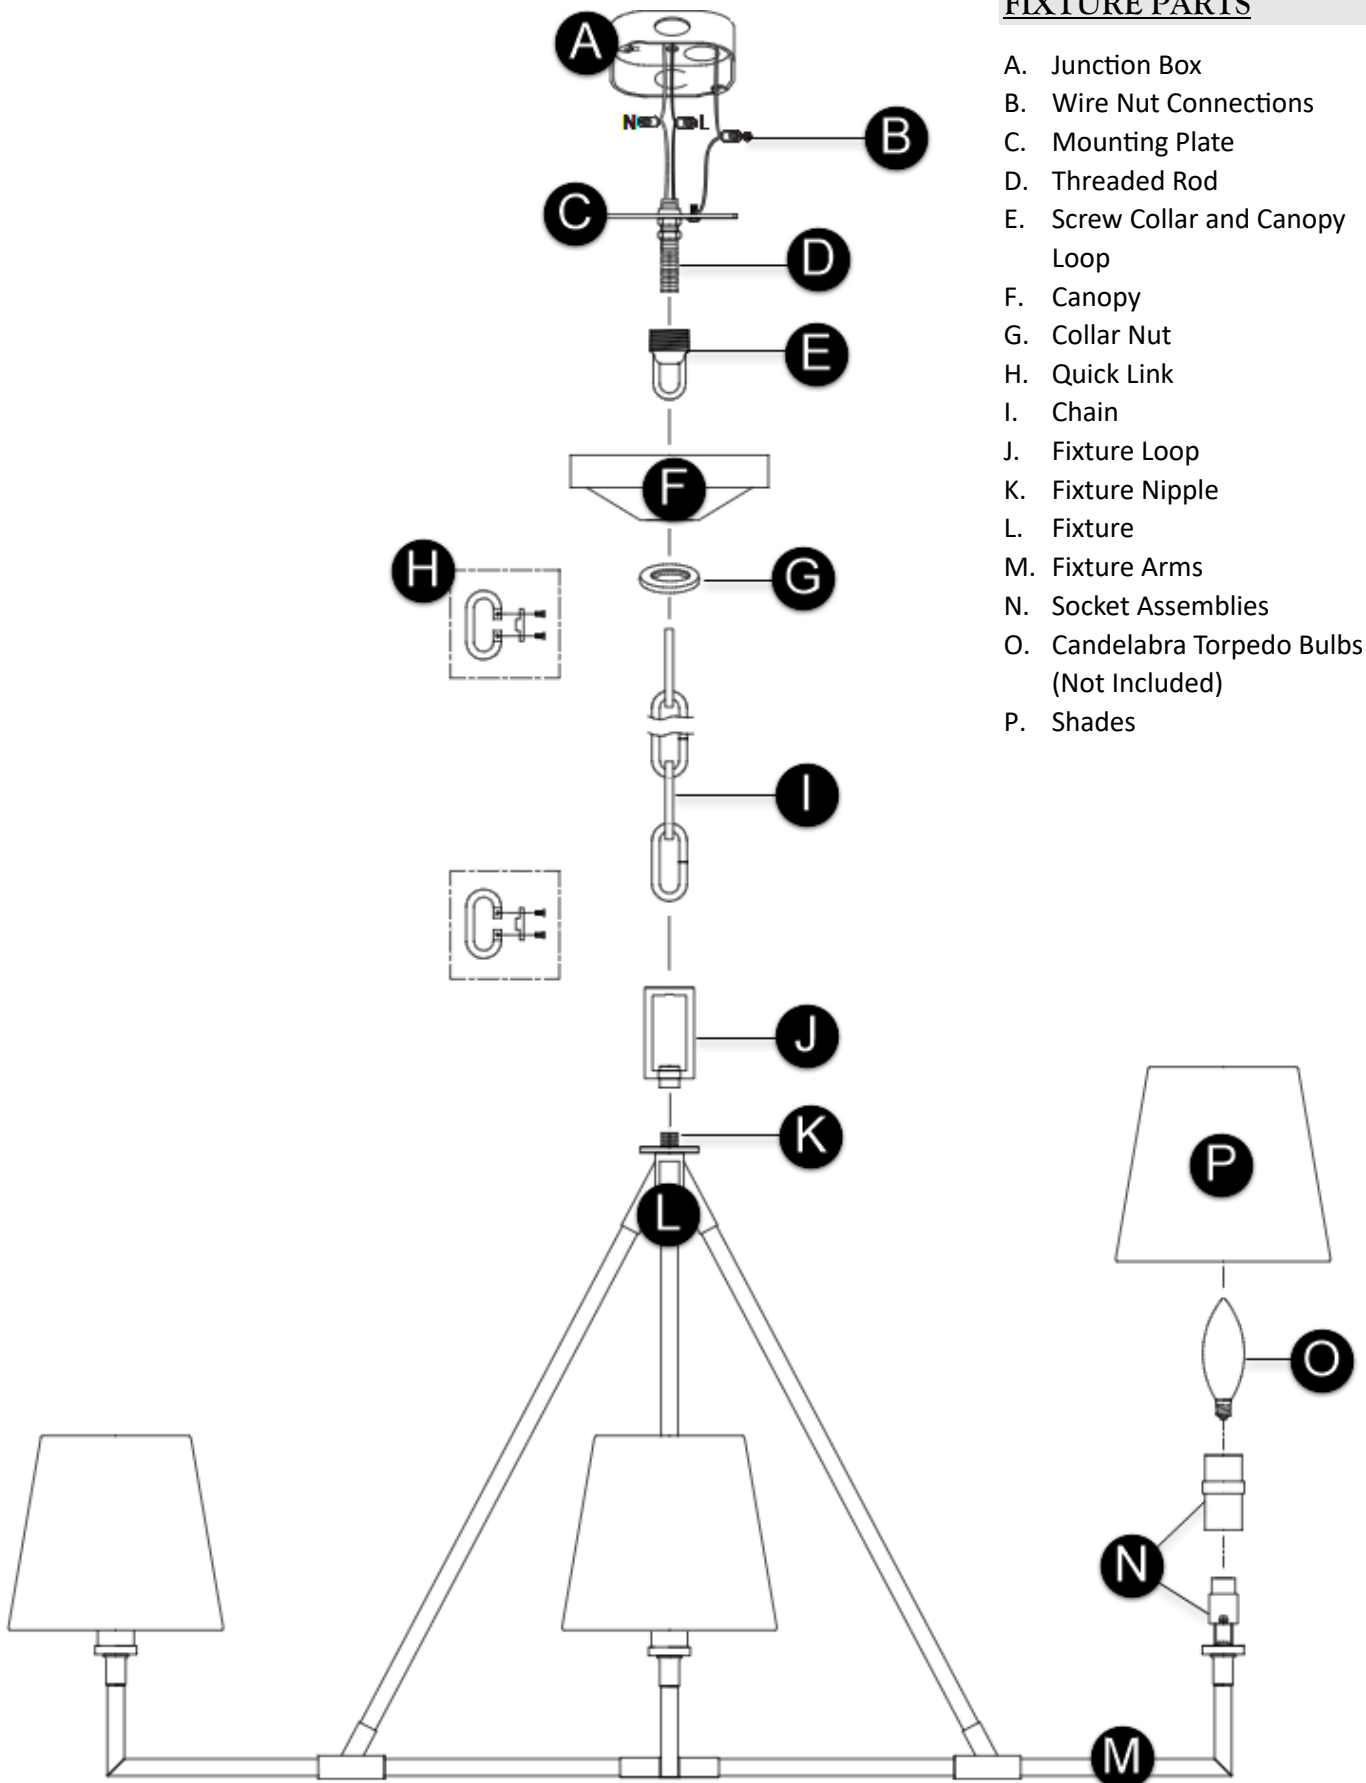 FIXTURE PARTS
A. Junction Box
B. Wire Nut Connections
C. Mounting Plate
D. Threaded Rod
E. Screw Collar and Canopy
Loop
F. Canopy
G. Collar Nut
H. Quick Link
I. Chain
J. Fixture Loop
K. Fixture Nipple
L. Fixture
M. Fixture Arms
N. Socket Assemblies
O. Candelabra Torpedo Bulbs
(Not Included)
P. Shades
A
N L
B
C
D
E
F
H
G
I
J
K
P
L
O
N
M